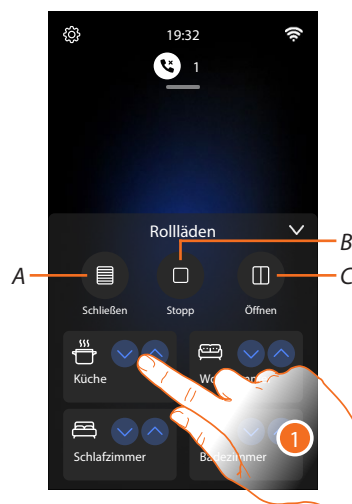 19:32
1
Rollläden
B
A
C
Schließen Stopp Öffnen
Küche
1
Schlafzimmer